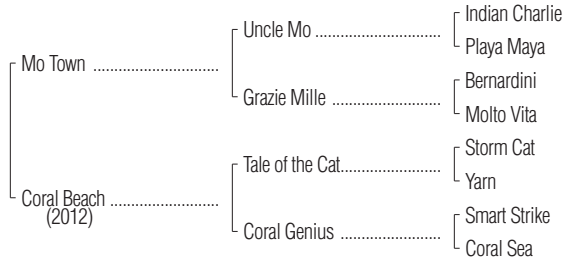 Indian Charlie
Uncle Mo
Playa Maya
Mo Town
Bernardini
Grazie Mille
Molto Vita
Storm Cat
Tale of the Cat
Yarn
Coral Beach
(2012)
Smart Strike
Coral Genius
Coral Sea